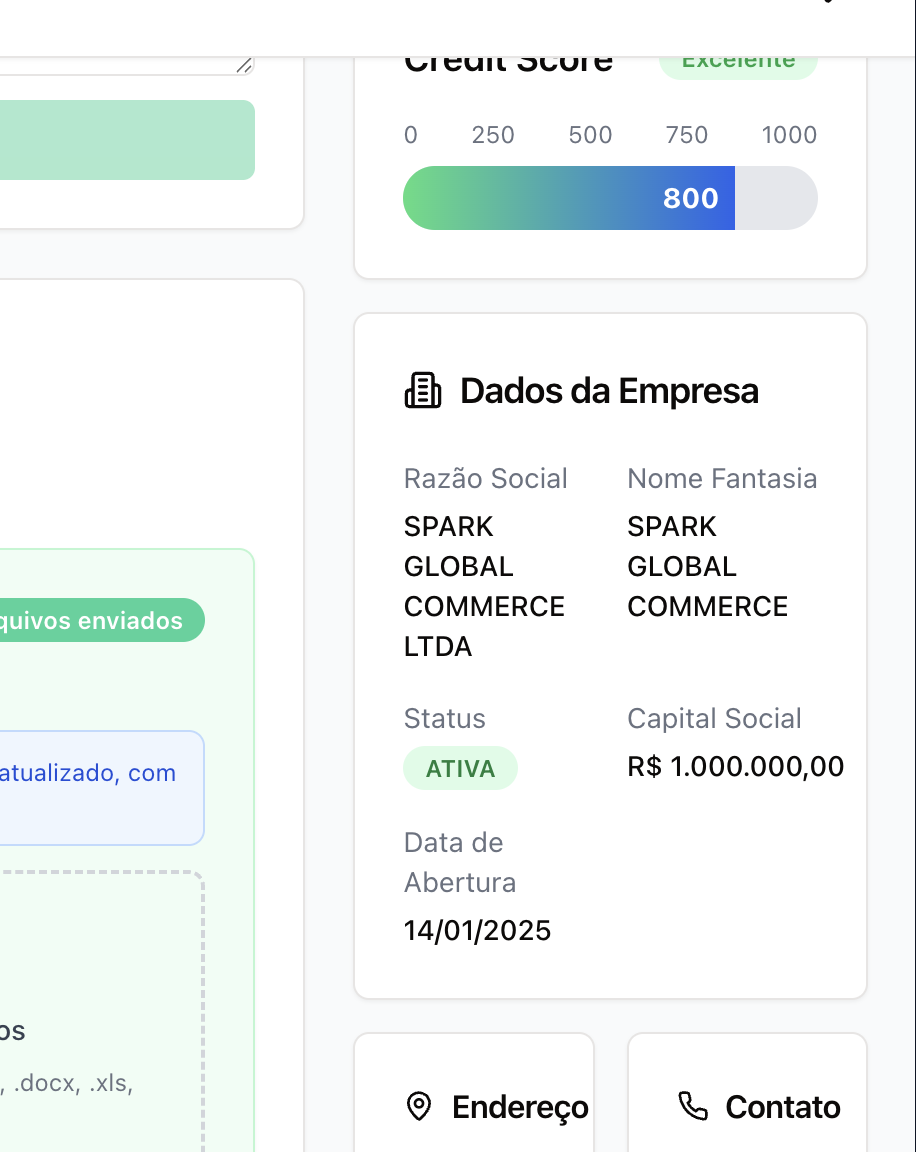 Credit Score
Excelente
0 250 500 750 1000
800
Dados da Empresa
Razão Social
SPARK
GLOBAL
COMMERCE
LTDA
Nome Fantasia
SPARK
GLOBAL
COMMERCE
Status
ATIVA
Capital Social
R$ 1.000.000,00
Data de
Abertura
14/01/2025
Endereço
Contato
quivos enviados
atualizado, com
os
, .docx, .xls,